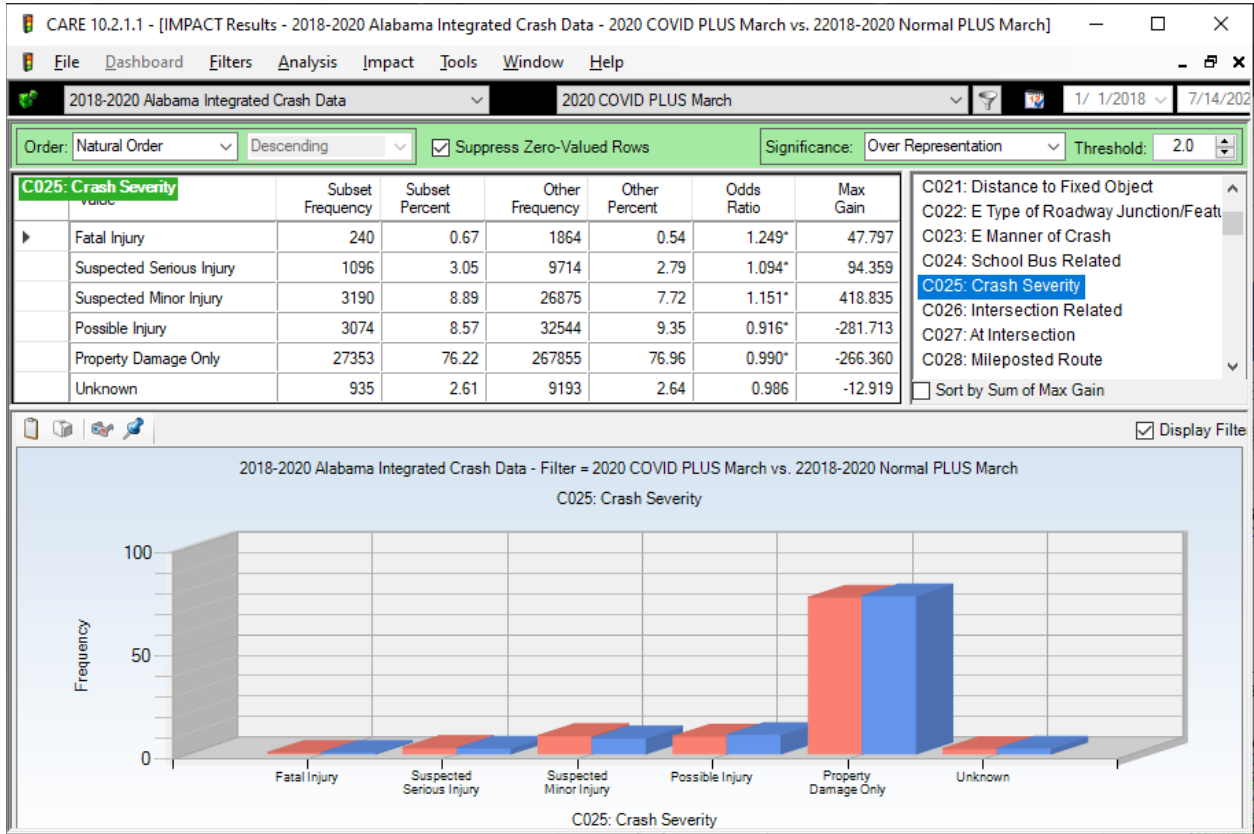 CARE 10.2.1.1 - [IMPACT Results - 2018-2020 Alabama Integrated Crash Data - 2020 COVID PLUS March vs. 22018-2020 Normal PLUS March]
File Dashboard Filters Analysis Impact Tools Window Help
2018-2020 Alabama Integrated Crash Data 2020 COVID PLUS March 1/ 1/2018 7/14/202
Order: Natural Order Descending Suppress Zero-Valued Rows Significance: Over Representation Threshold: 2.0
C025: Crash Severity Subset Frequency Subset Percent Other Frequency Other Percent Odds Ratio Max Gain
Fatal Injury 240 0.67 1864 0.54 1.249* 47.797
Suspected Serious Injury 1096 3.05 9714 2.79 1.094* 94.359
Suspected Minor Injury 3190 8.89 26875 7.72 1.151* 418.835
Possible Injury 3074 8.57 32544 9.35 0.916* -281.713
Property Damage Only 27353 76.22 267855 76.96 0.990* -266.360
Unknown 935 2.61 9193 2.64 0.986 -12.919
C021: Distance to Fixed Object
C022: E Type of Roadway Junction/Featu
C023: E Manner of Crash
C024: School Bus Related
C025: Crash Severity
C026: Intersection Related
C027: At Intersection
C028: Mileposted Route
Sort by Sum of Max Gain
Display Filte
2018-2020 Alabama Integrated Crash Data - Filter = 2020 COVID PLUS March vs. 22018-2020 Normal PLUS March
C025: Crash Severity
Frequency
100
50
0
Fatal Injury
Suspected
Serious Injury
Suspected
Minor Injury
Possible Injury
Property
Damage Only
Unknown
C025: Crash Severity